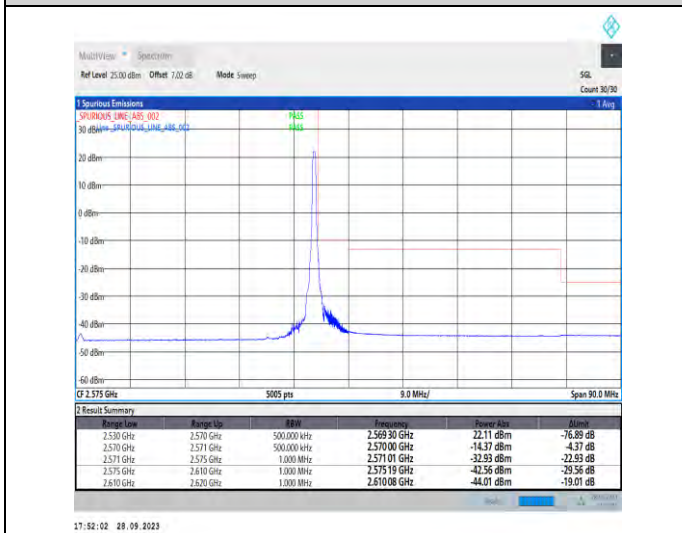 MultiView Spectrum
Ref Level 25.00 dBm Offset 7.02 dB Mode Sweep SGL
Count 30/30
1 Spurious Emissions 1 Avg
_SPURIOUS_LINE_ABS_002 PASS
30 dBm Line _SPURIOUS_LINE_ABS_002 PASS
20 dBm
10 dBm
0 dBm
-10 dBm
-20 dBm
-30 dBm
-40 dBm
-50 dBm
-60 dBm
CF 2.575 GHz 5005 pts 9.0 MHz/ Span 90.0 MHz
2 Result Summary
Range Low Range Up RBW Frequency Power Abs ΔLimit
2.530 GHz 2.570 GHz 500.000 kHz 2.569 30 GHz 22.11 dBm -76.89 dB
2.570 GHz 2.571 GHz 500.000 kHz 2.570 00 GHz -14.37 dBm -4.37 dB
2.571 GHz 2.575 GHz 1.000 MHz 2.571 01 GHz -32.93 dBm -22.93 dB
2.575 GHz 2.610 GHz 1.000 MHz 2.575 19 GHz -42.56 dBm -29.56 dB
2.610 GHz 2.620 GHz 1.000 MHz 2.610 08 GHz -44.01 dBm -19.01 dB
Ready
17:52:02 28.09.2023